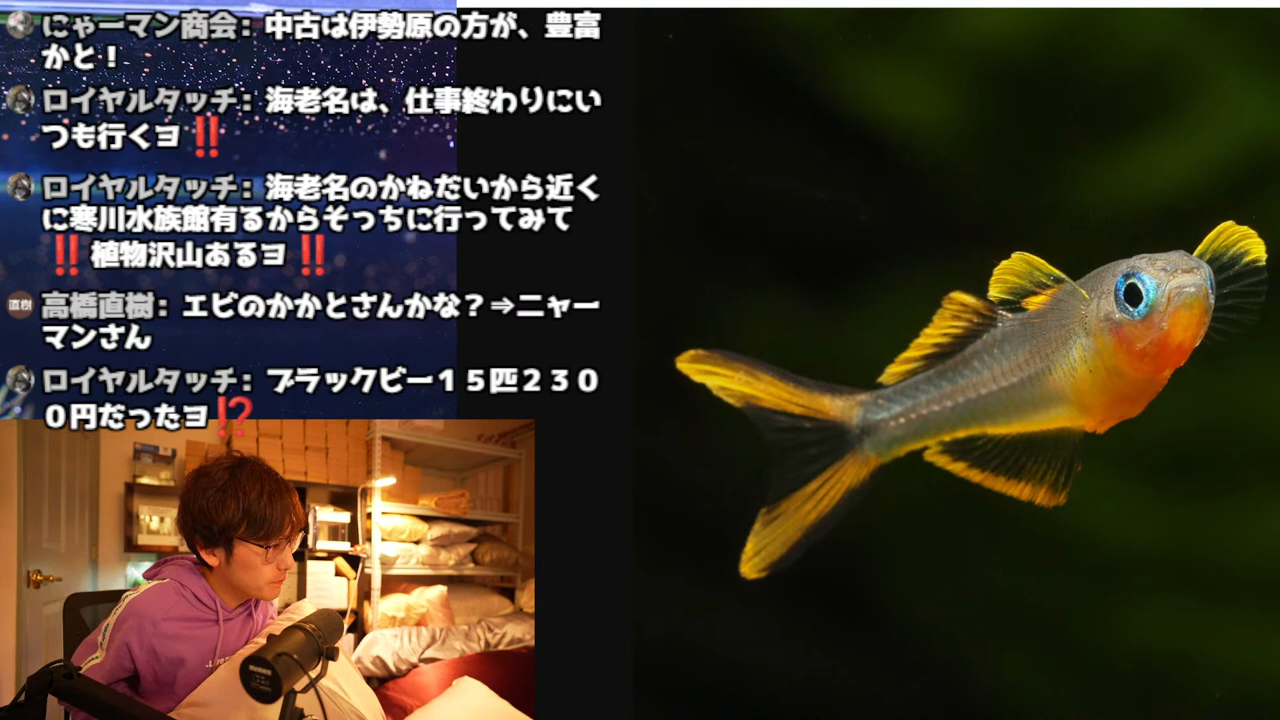 にゃーマン商会: 中古は伊勢原の方が、豊富
かと！
ロイヤルタッチ: 海老名は、仕事終わりにい
つも行くヨ‼️
ロイヤルタッチ: 海老名のかねだいから近く
に寒川水族館有るからそっちに行ってみて
‼️植物沢山あるヨ‼️
直樹 高橋直樹: エビのかかとさんかな？⇒ニャー
マンさん
ロイヤルタッチ: ブラックビー１５匹２３０
０円だったヨ⁉️